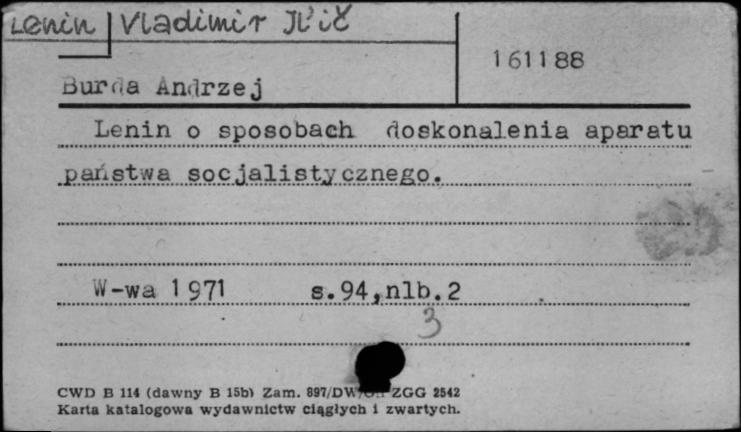 Lenin Vladimir Il'ič
161188
Burda Andrzej
Lenin o sposobach doskonalenia aparatu
państwa socjalistycznego.
W-wa 1971 s.94,nlb.2
3
CWD B 114 (dawny B 15b) Zam. 897/DW ZGG 2542
Karta katalogowa wydawnictw ciągłych i zwartych.